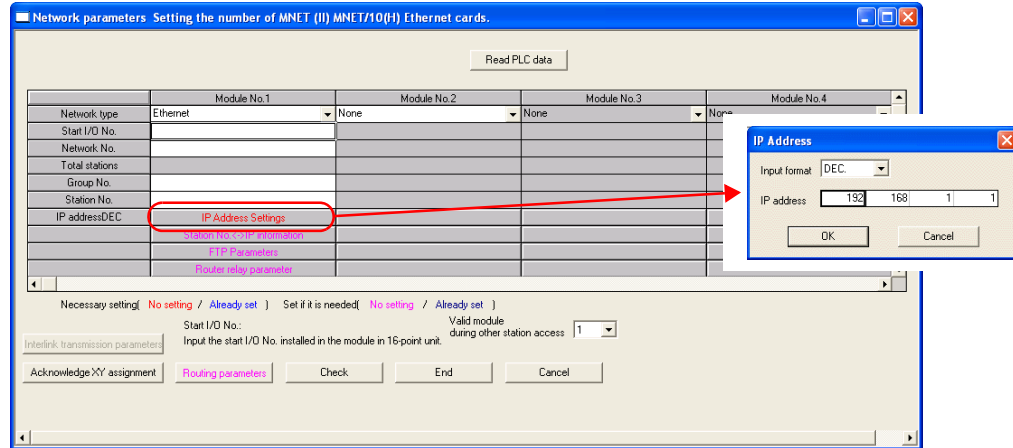 Network parameters  Setting the number of MNET (II) MNET/10(H) Ethernet cards.
Read PLC data
Module No.1 Module No.2 Module No.3 Module No.4
Network type Ethernet None None None
Start I/O No.
Network No.
Total stations
Group No.
Station No.
IP addressDEC IP Address Settings
Station No.<->IP information
FTP Parameters
Router relay parameter
IP Address
Input format DEC.
IP address 192 168 1 1
OK Cancel
Necessary setting( No setting / Already set ) Set if it is needed( No setting / Already set )
Start I/O No.:
Input the start I/O No. installed in the module in 16-point unit.
Valid module
during other station access 1
Interlink transmission parameters
Acknowledge XY assignment Routing parameters Check End Cancel